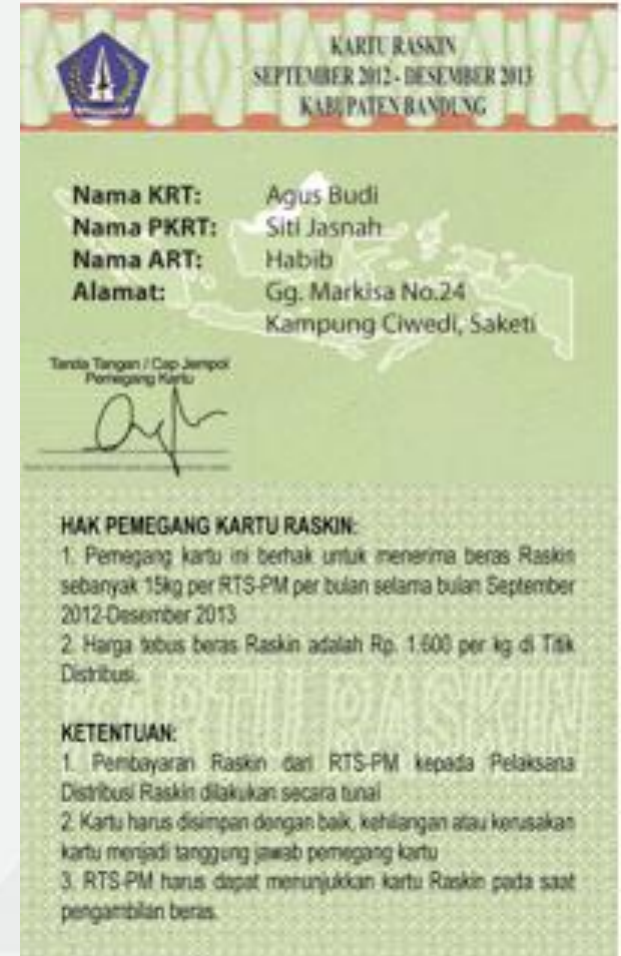 KARTU RASKIN
SEPTEMBER 2012 - DESEMBER 2013
KABUPATEN BANDUNG
Nama KRT: Agus Budi
Nama PKRT: Siti Jasnah
Nama ART: Habib
Alamat: Gg. Markisa No.24
Kampung Ciwedi, Saketi
Tanda Tangan / Cap Jempol
Pemegang Kartu
HAK PEMEGANG KARTU RASKIN:
1. Pemegang kartu ini berhak untuk menerima beras Raskin
sebanyak 15kg per RTS-PM per bulan selama bulan September
2012-Desember 2013
2. Harga tebus beras Raskin adalah Rp. 1.600 per kg di Titik
Distribusi.
KARTU RASKIN
KETENTUAN:
1. Pembayaran Raskin dari RTS-PM kepada Pelaksana
Distribusi Raskin dilakukan secara tunai
2. Kartu harus disimpan dengan baik, kehilangan atau kerusakan
kartu menjadi tanggung jawab pemegang kartu
3. RTS-PM harus dapat menunjukkan kartu Raskin pada saat
pengambilan beras.